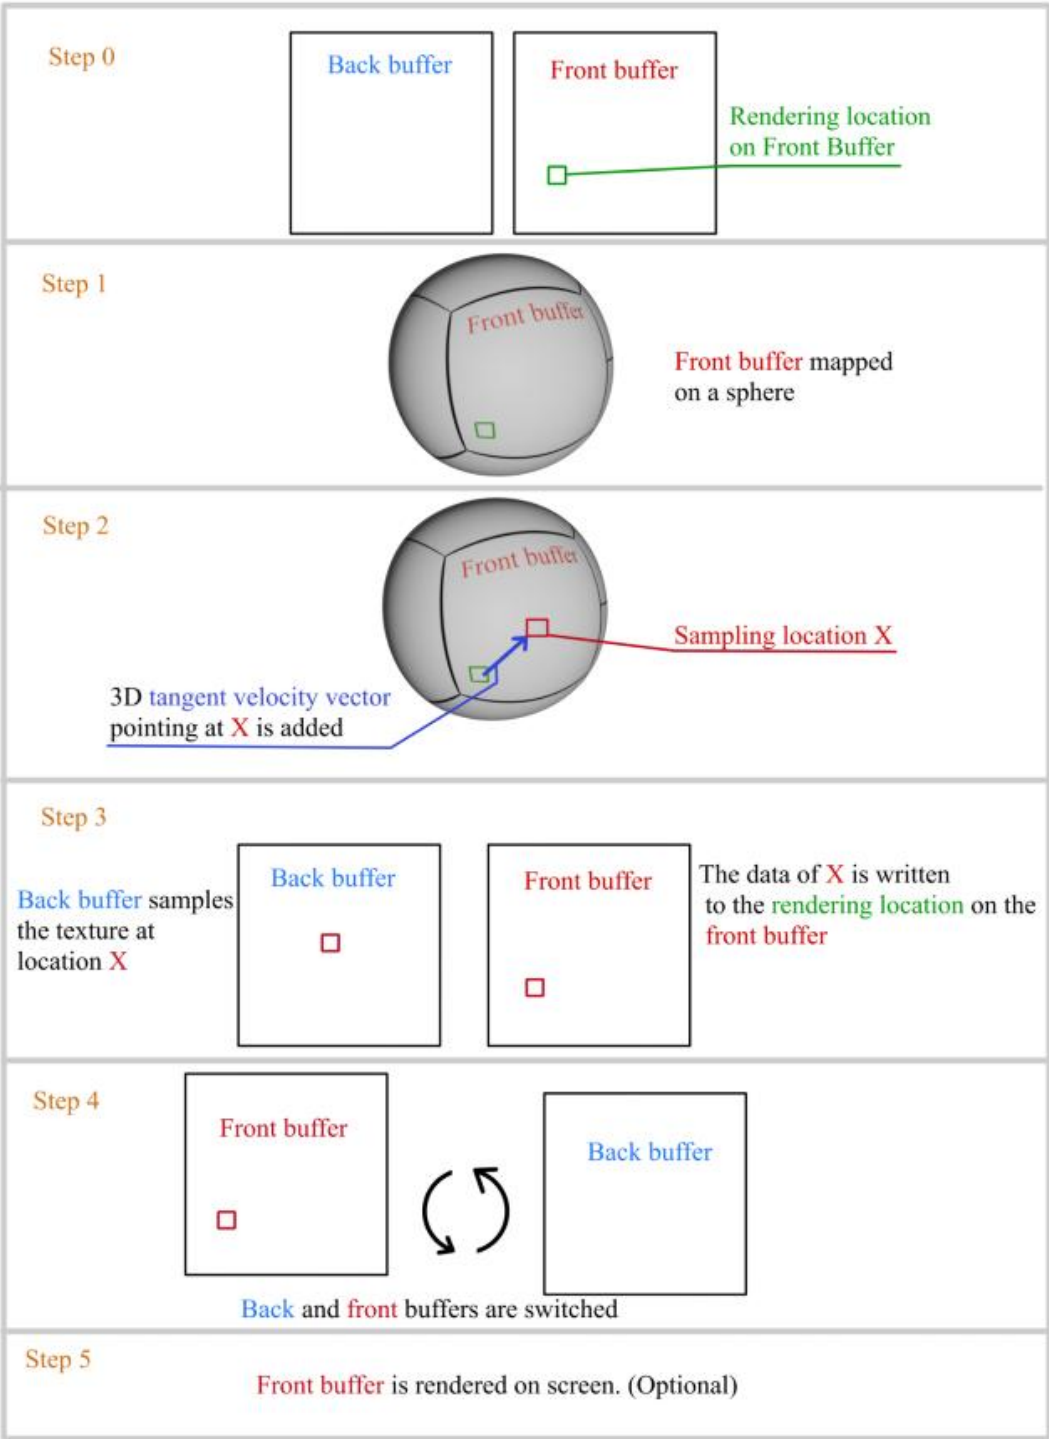 Step 0
Back buffer
Front buffer
Rendering location
on Front Buffer
Step 1
Front buffer
Front buffer mapped
on a sphere
Step 2
Front buffer
Sampling location X
3D tangent velocity vector
pointing at X is added
Step 3
Back buffer samples
the texture at
location X
Back buffer
Front buffer
The data of X is written
to the rendering location on the
front buffer
Step 4
Front buffer
Back buffer
Back and front buffers are switched
Step 5
Front buffer is rendered on screen. (Optional)